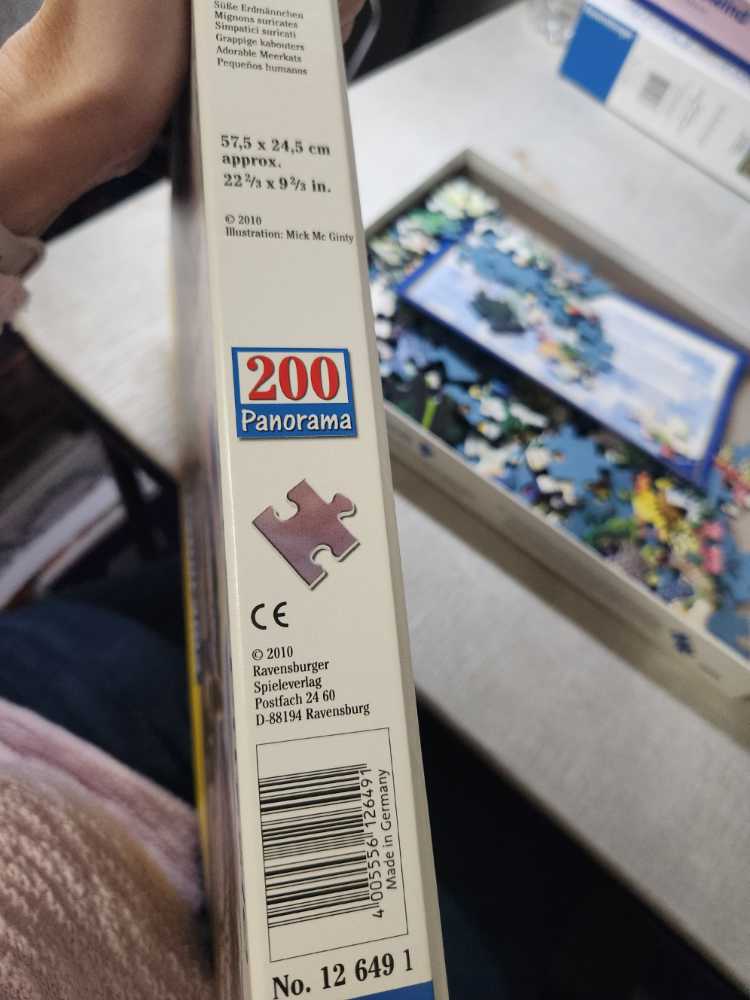 Süße Erdmännchen
Mignons suricates
Simpatici suricati
Grappige kabouters
Adorable Meerkats
Pequeños humanos
57,5 x 24,5 cm
approx.
22 2/3 x 9 2/3 in.
© 2010
Illustration: Mick Mc Ginty
200
Panorama
CE
© 2010
Ravensburger
Spieleverlag
Postfach 24 60
D-88194 Ravensburg
4 005556 126491
Made in Germany
No. 12 649 1
Ravensburger